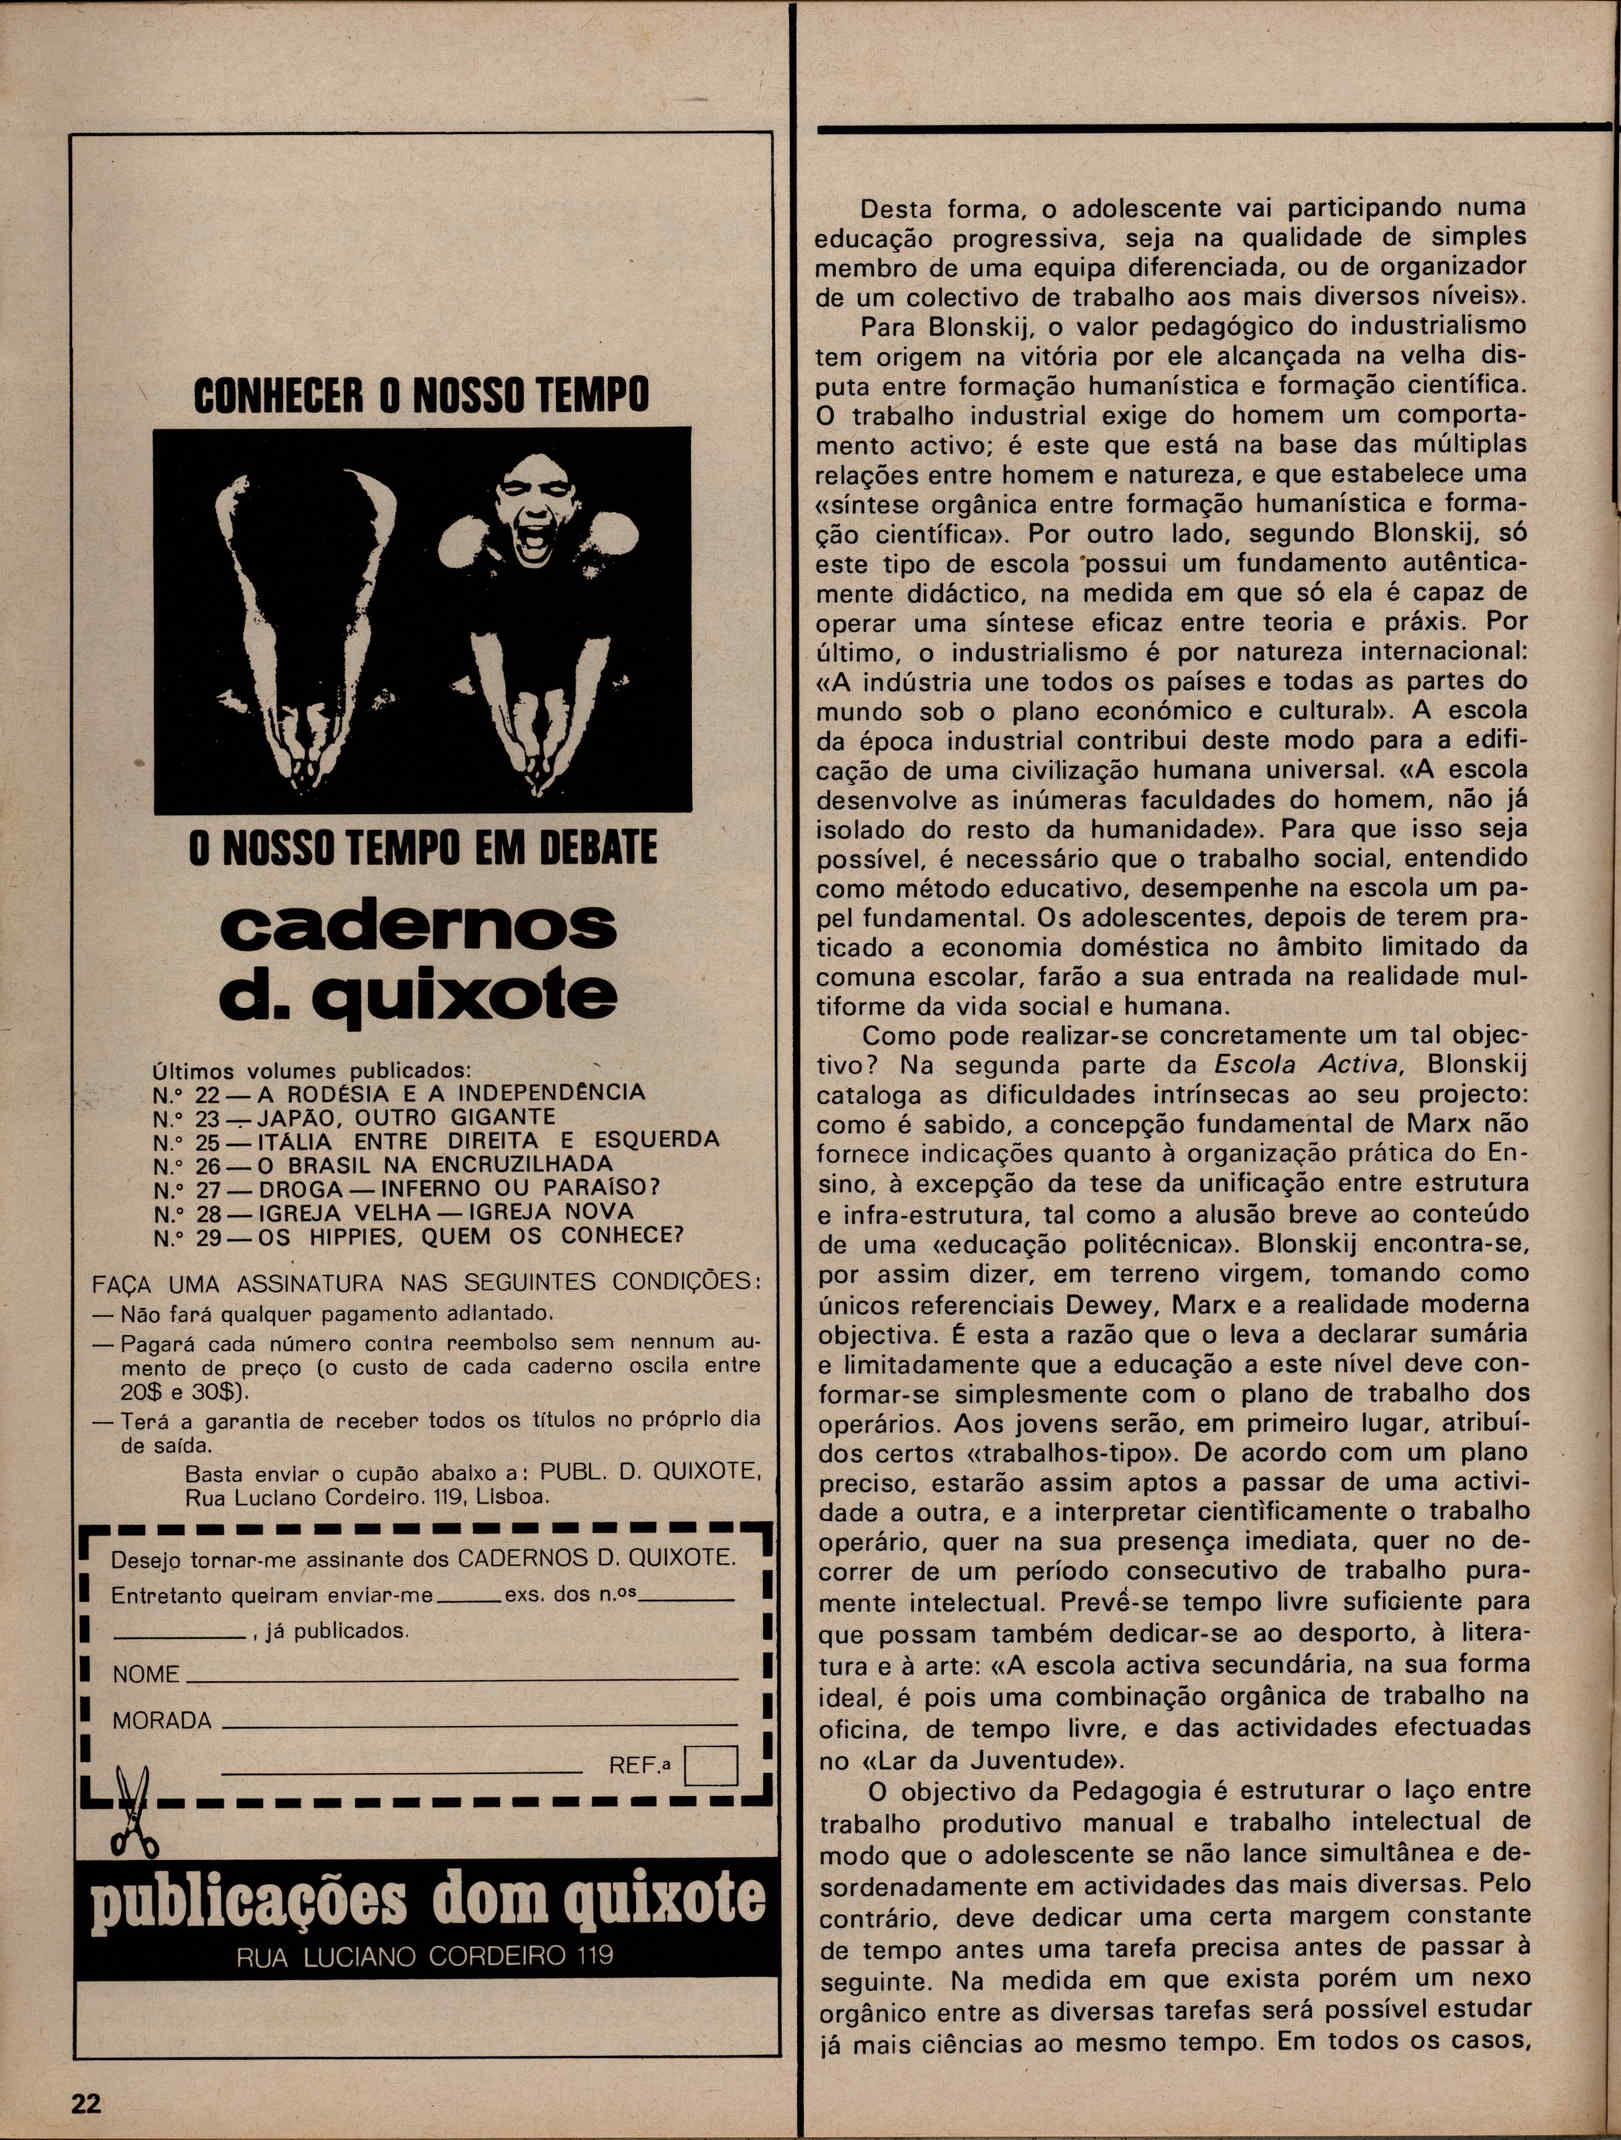 CONHECER O NOSSO TEMPO
O NOSSO TEMPO EM DEBATE
cadernos
d. quixote
Últimos volumes publicados:
N.º 22 — A RODÉSIA E A INDEPENDÊNCIA
N.º 23 — JAPÃO, OUTRO GIGANTE
N.º 25 — ITÁLIA ENTRE DIREITA E ESQUERDA
N.º 26 — O BRASIL NA ENCRUZILHADA
N.º 27 — DROGA — INFERNO OU PARAÍSO?
N.º 28 — IGREJA VELHA — IGREJA NOVA
N.º 29 — OS HIPPIES, QUEM OS CONHECE?
FAÇA UMA ASSINATURA NAS SEGUINTES CONDIÇÕES:
— Não fará qualquer pagamento adiantado.
— Pagará cada número contra reembolso sem nennum au-
mento de preço (o custo de cada caderno oscila entre
20$ e 30$).
— Terá a garantia de receber todos os títulos no próprio dia
de saída.
Basta enviar o cupão abaixo a: PUBL. D. QUIXOTE,
Rua Luciano Cordeiro. 119, Lisboa.
Desejo tornar-me assinante dos CADERNOS D. QUIXOTE.
Entretanto queiram enviar-me_____exs. dos n.os________
___________, já publicados.
NOME
MORADA
REF.ª
publicações dom quixote
RUA LUCIANO CORDEIRO 119
22
Desta forma, o adolescente vai participando numa
educação progressiva, seja na qualidade de simples
membro de uma equipa diferenciada, ou de organizador
de um colectivo de trabalho aos mais diversos níveis».
Para Blonskij, o valor pedagógico do industrialismo
tem origem na vitória por ele alcançada na velha dis-
puta entre formação humanística e formação científica.
O trabalho industrial exige do homem um comporta-
mento activo; é este que está na base das múltiplas
relações entre homem e natureza, e que estabelece uma
«síntese orgânica entre formação humanística e forma-
ção científica». Por outro lado, segundo Blonskij, só
este tipo de escola possui um fundamento autêntica-
mente didáctico, na medida em que só ela é capaz de
operar uma síntese eficaz entre teoria e práxis. Por
último, o industrialismo é por natureza internacional:
«A indústria une todos os países e todas as partes do
mundo sob o plano económico e cultural». A escola
da época industrial contribui deste modo para a edifi-
cação de uma civilização humana universal. «A escola
desenvolve as inúmeras faculdades do homem, não já
isolado do resto da humanidade». Para que isso seja
possível, é necessário que o trabalho social, entendido
como método educativo, desempenhe na escola um pa-
pel fundamental. Os adolescentes, depois de terem pra-
ticado a economia doméstica no âmbito limitado da
comuna escolar, farão a sua entrada na realidade mul-
tiforme da vida social e humana.
Como pode realizar-se concretamente um tal objec-
tivo? Na segunda parte da Escola Activa, Blonskij
cataloga as dificuldades intrínsecas ao seu projecto:
como é sabido, a concepção fundamental de Marx não
fornece indicações quanto à organização prática do En-
sino, à excepção da tese da unificação entre estrutura
e infra-estrutura, tal como a alusão breve ao conteúdo
de uma «educação politécnica». Blonskij encontra-se,
por assim dizer, em terreno virgem, tomando como
únicos referenciais Dewey, Marx e a realidade moderna
objectiva. É esta a razão que o leva a declarar sumária
e limitadamente que a educação a este nível deve con-
formar-se simplesmente com o plano de trabalho dos
operários. Aos jovens serão, em primeiro lugar, atribuí-
dos certos «trabalhos-tipo». De acordo com um plano
preciso, estarão assim aptos a passar de uma activi-
dade a outra, e a interpretar cientìficamente o trabalho
operário, quer na sua presença imediata, quer no de-
correr de um período consecutivo de trabalho pura-
mente intelectual. Prevê-se tempo livre suficiente para
que possam também dedicar-se ao desporto, à litera-
tura e à arte: «A escola activa secundária, na sua forma
ideal, é pois uma combinação orgânica de trabalho na
oficina, de tempo livre, e das actividades efectuadas
no «Lar da Juventude».
O objectivo da Pedagogia é estruturar o laço entre
trabalho produtivo manual e trabalho intelectual de
modo que o adolescente se não lance simultânea e de-
sordenadamente em actividades das mais diversas. Pelo
contrário, deve dedicar uma certa margem constante
de tempo antes uma tarefa precisa antes de passar à
seguinte. Na medida em que exista porém um nexo
orgânico entre as diversas tarefas será possível estudar
já mais ciências ao mesmo tempo. Em todos os casos,